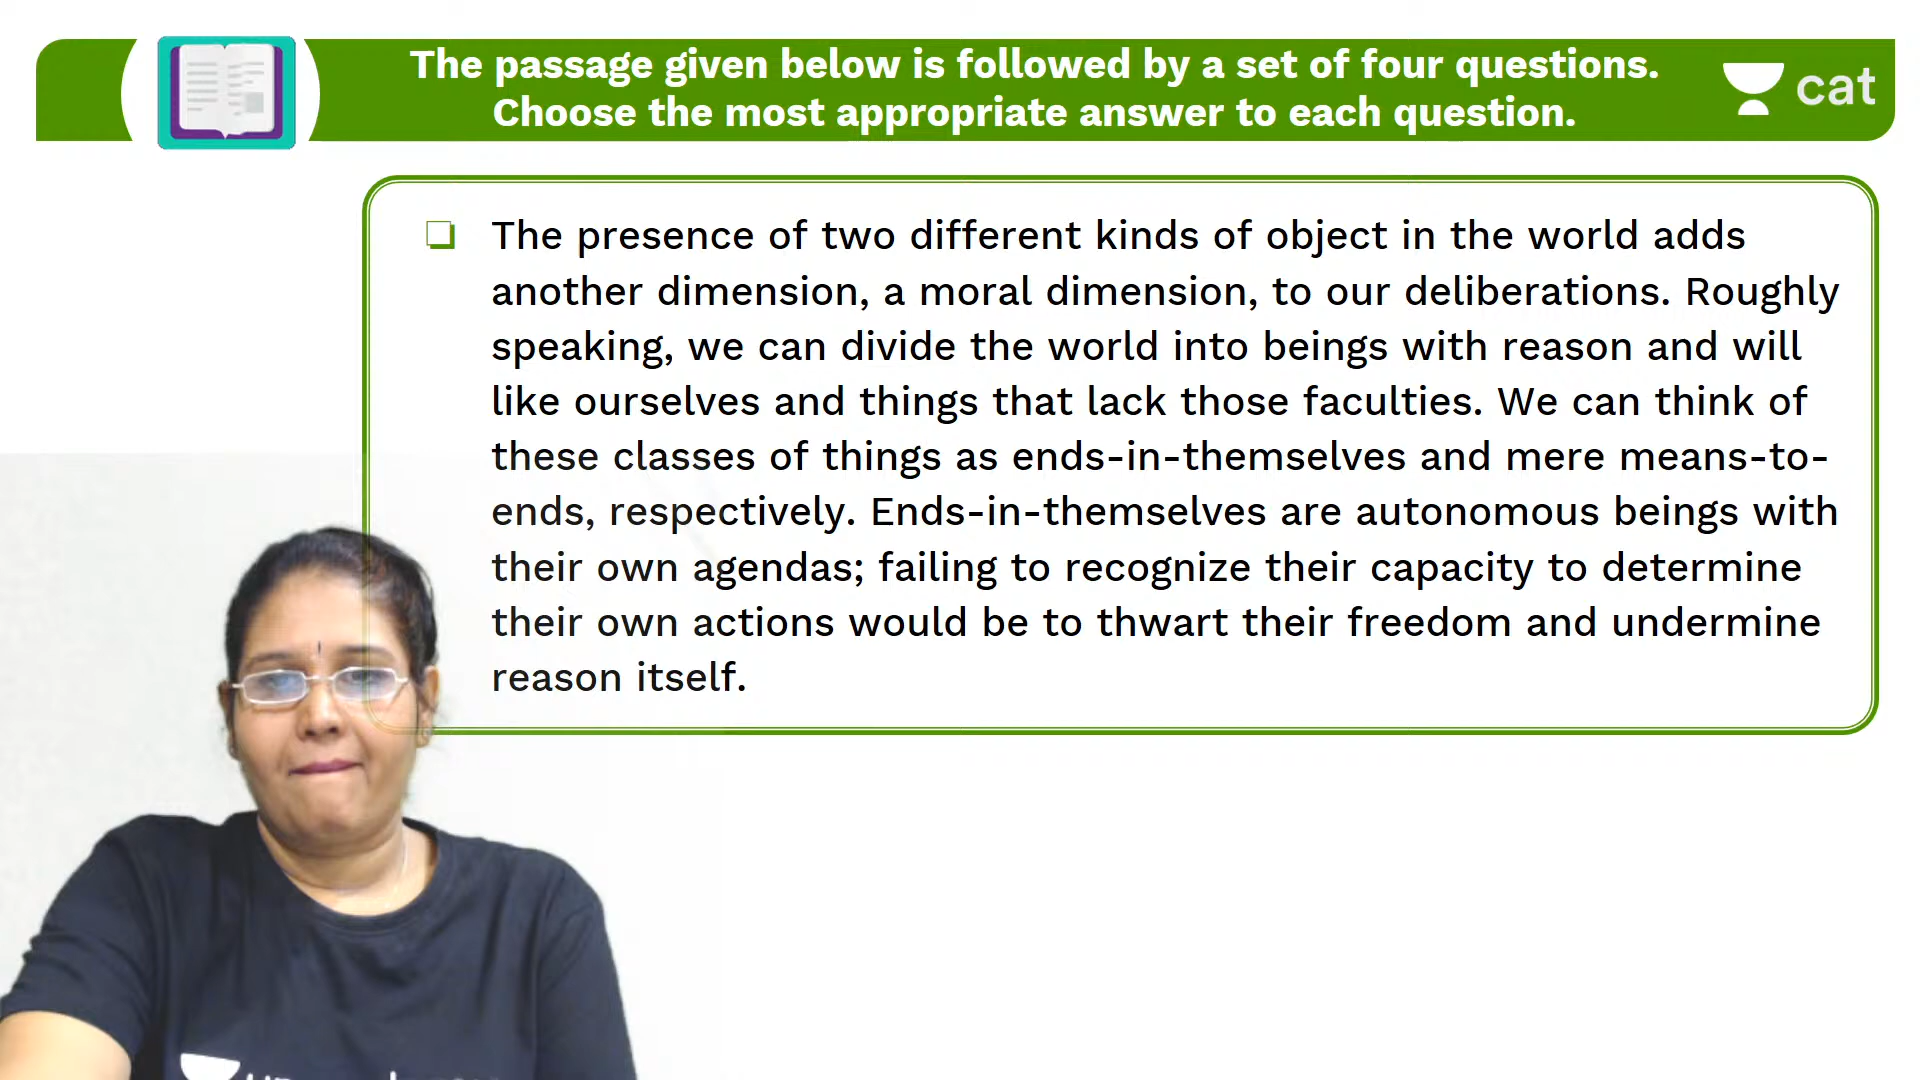 The passage given below is followed by a set of four questions.
Choose the most appropriate answer to each question.
cat
The presence of two different kinds of object in the world adds
another dimension, a moral dimension, to our deliberations. Roughly
speaking, we can divide the world into beings with reason and will
like ourselves and things that lack those faculties. We can think of
these classes of things as ends-in-themselves and mere means-to-
ends, respectively. Ends-in-themselves are autonomous beings with
their own agendas; failing to recognize their capacity to determine
their own actions would be to thwart their freedom and undermine
reason itself.